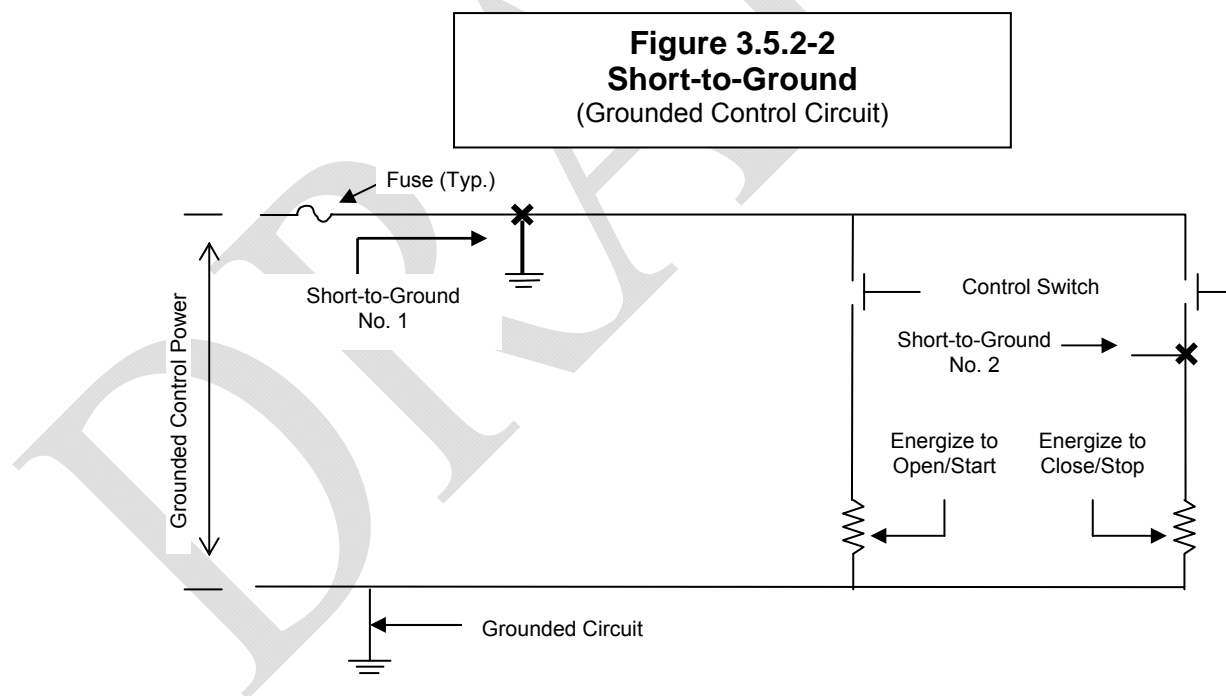 Figure 3.5.2-2
Short-to-Ground
(Grounded Control Circuit)
Fuse (Typ.)
Short-to-Ground
No. 1
Grounded Control Power
Control Switch
Short-to-Ground
No. 2
Energize to
Open/Start
Energize to
Close/Stop
Grounded Circuit
DRA